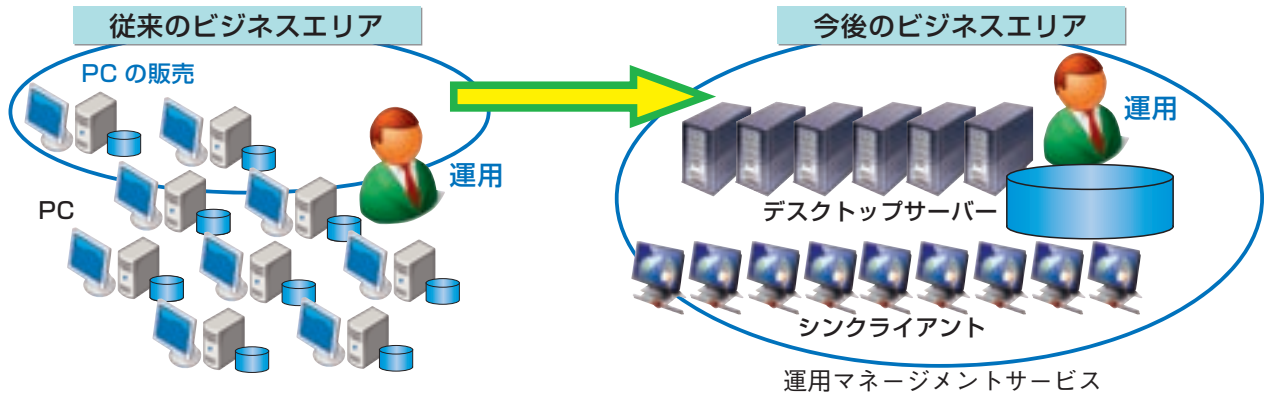 従来のビジネスエリア
PC の販売
運用
PC
今後のビジネスエリア
運用
デスクトップサーバー
シンクライアント
運用マネージメントサービス